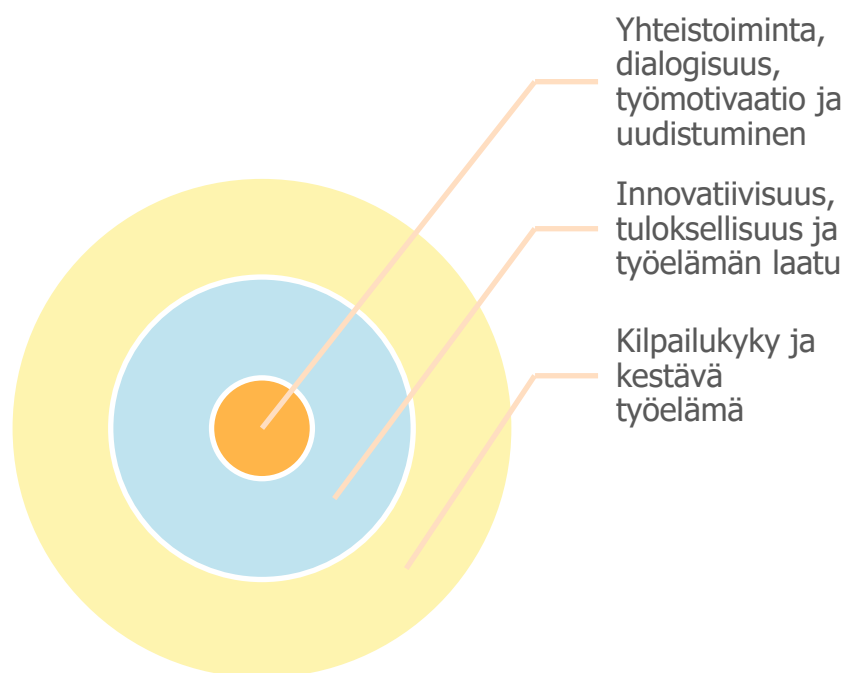 Yhteistoiminta,
dialogisuus,
työmotivaatio ja
uudistuminen
Innovatiivisuus,
tuloksellisuus ja
työelämän laatu
Kilpailukyky ja
kestävä
työelämä